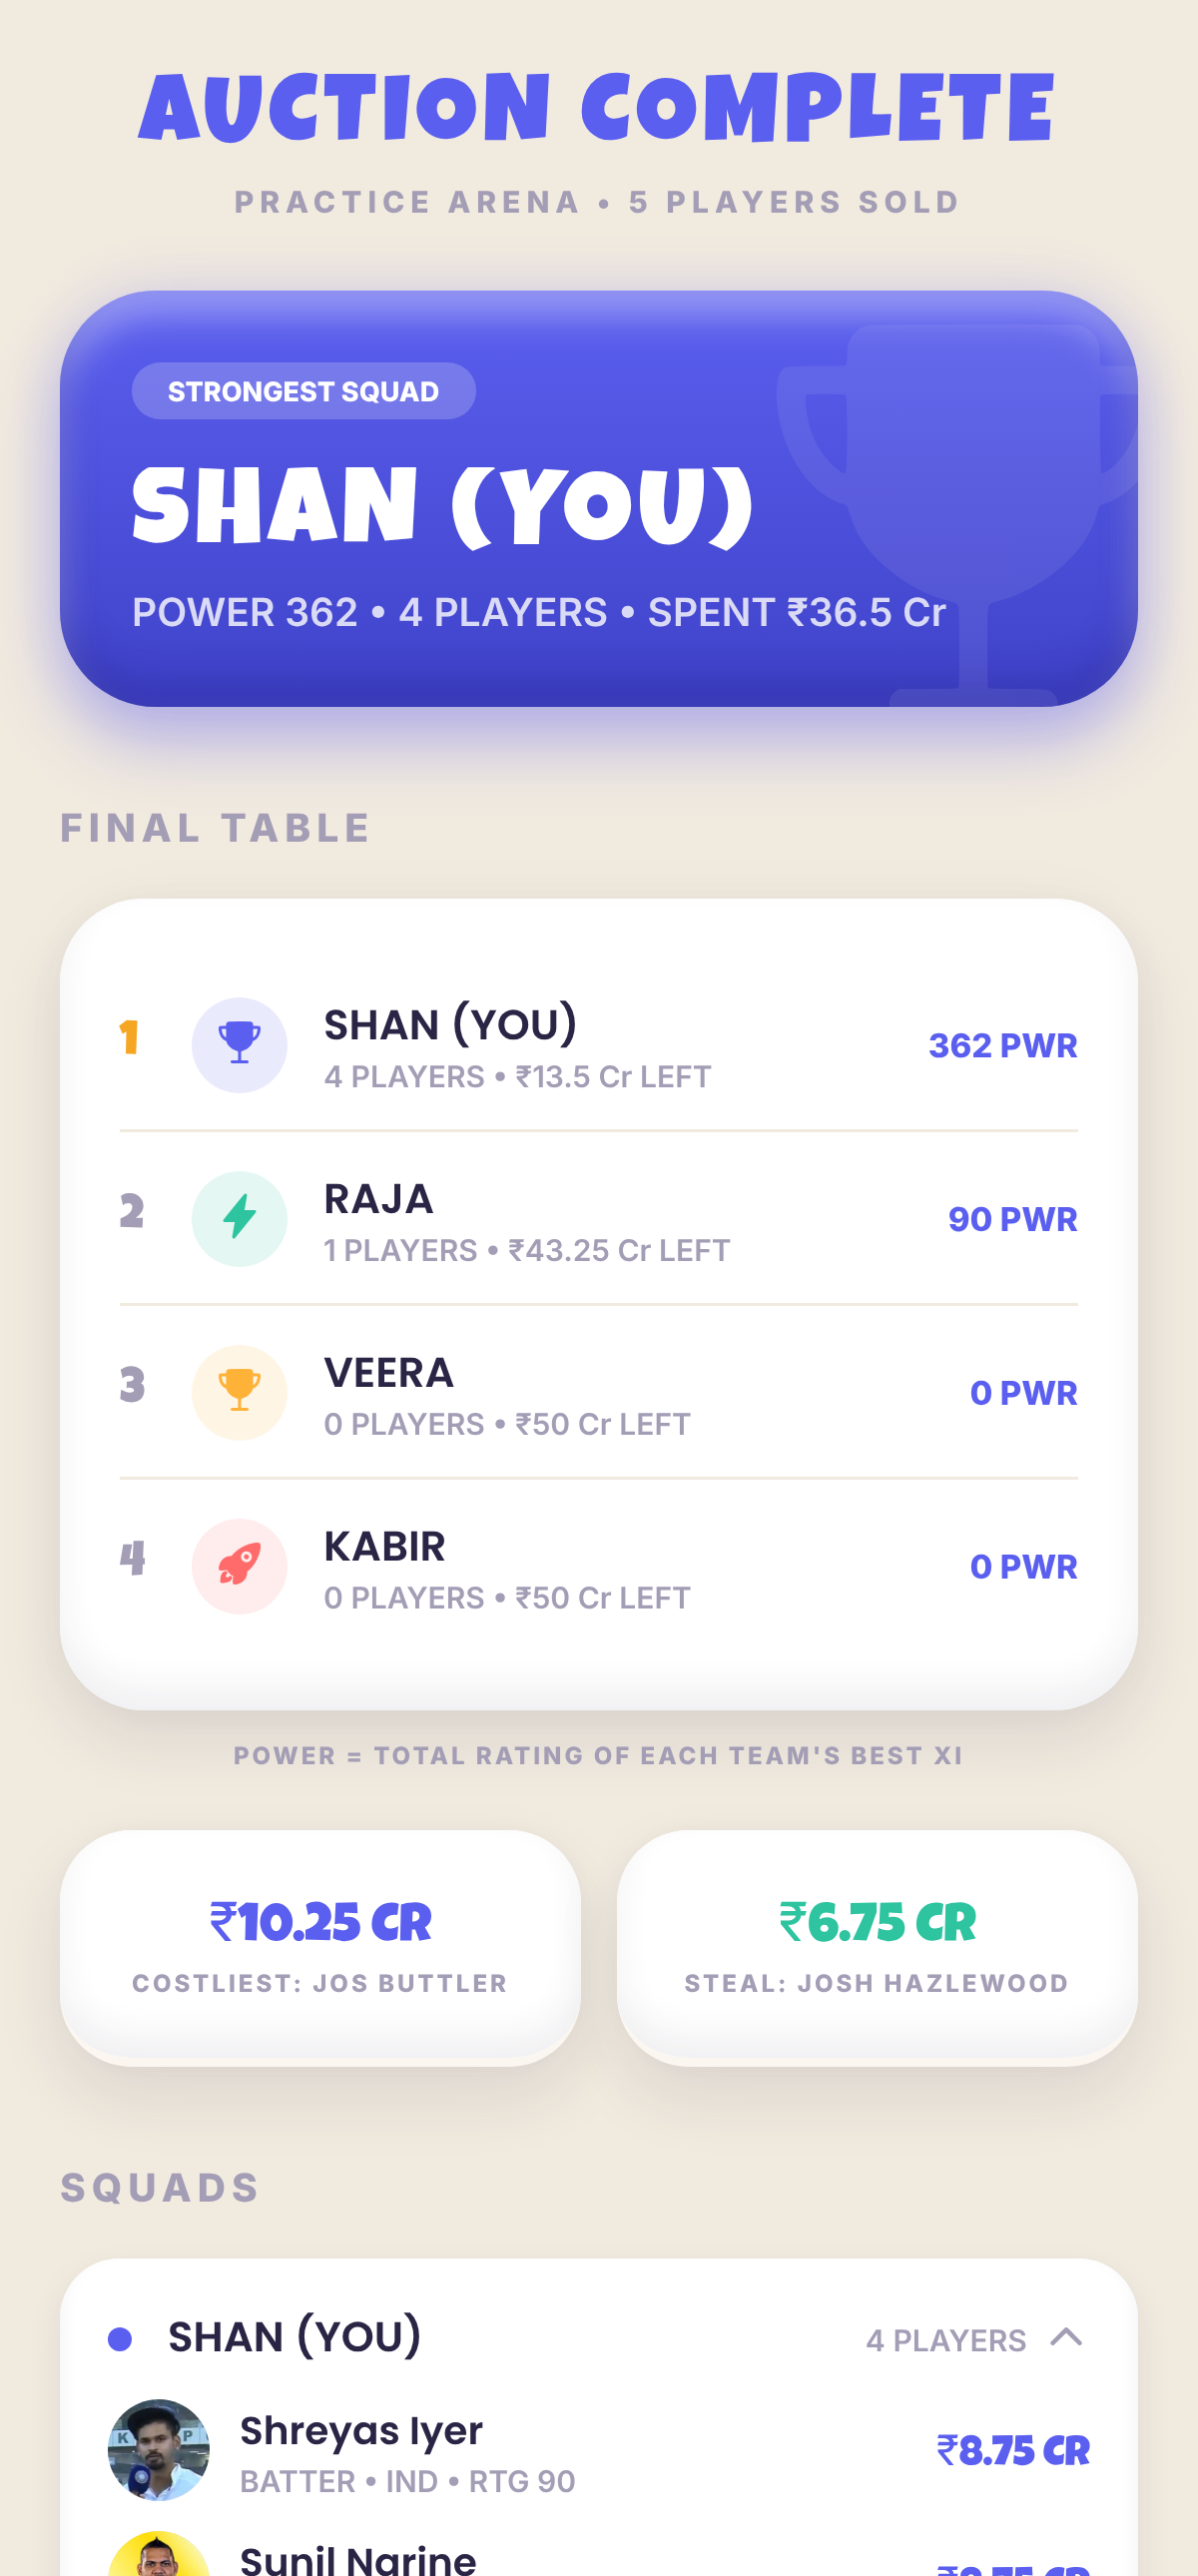 AUCTION COMPLETE
PRACTICE ARENA • 5 PLAYERS SOLD
STRONGEST SQUAD
SHAN (YOU)
POWER 362 • 4 PLAYERS • SPENT ₹36.5 Cr
FINAL TABLE
1 SHAN (YOU) 362 PWR
4 PLAYERS • ₹13.5 Cr LEFT
2 RAJA 90 PWR
1 PLAYERS • ₹43.25 Cr LEFT
3 VEERA 0 PWR
0 PLAYERS • ₹50 Cr LEFT
4 KABIR 0 PWR
0 PLAYERS • ₹50 Cr LEFT
POWER = TOTAL RATING OF EACH TEAM'S BEST XI
₹10.25 CR
COSTLIEST: JOS BUTTLER
₹6.75 CR
STEAL: JOSH HAZLEWOOD
SQUADS
SHAN (YOU) 4 PLAYERS
Shreyas Iyer ₹8.75 CR
BATTER • IND • RTG 90
Sunil Narine